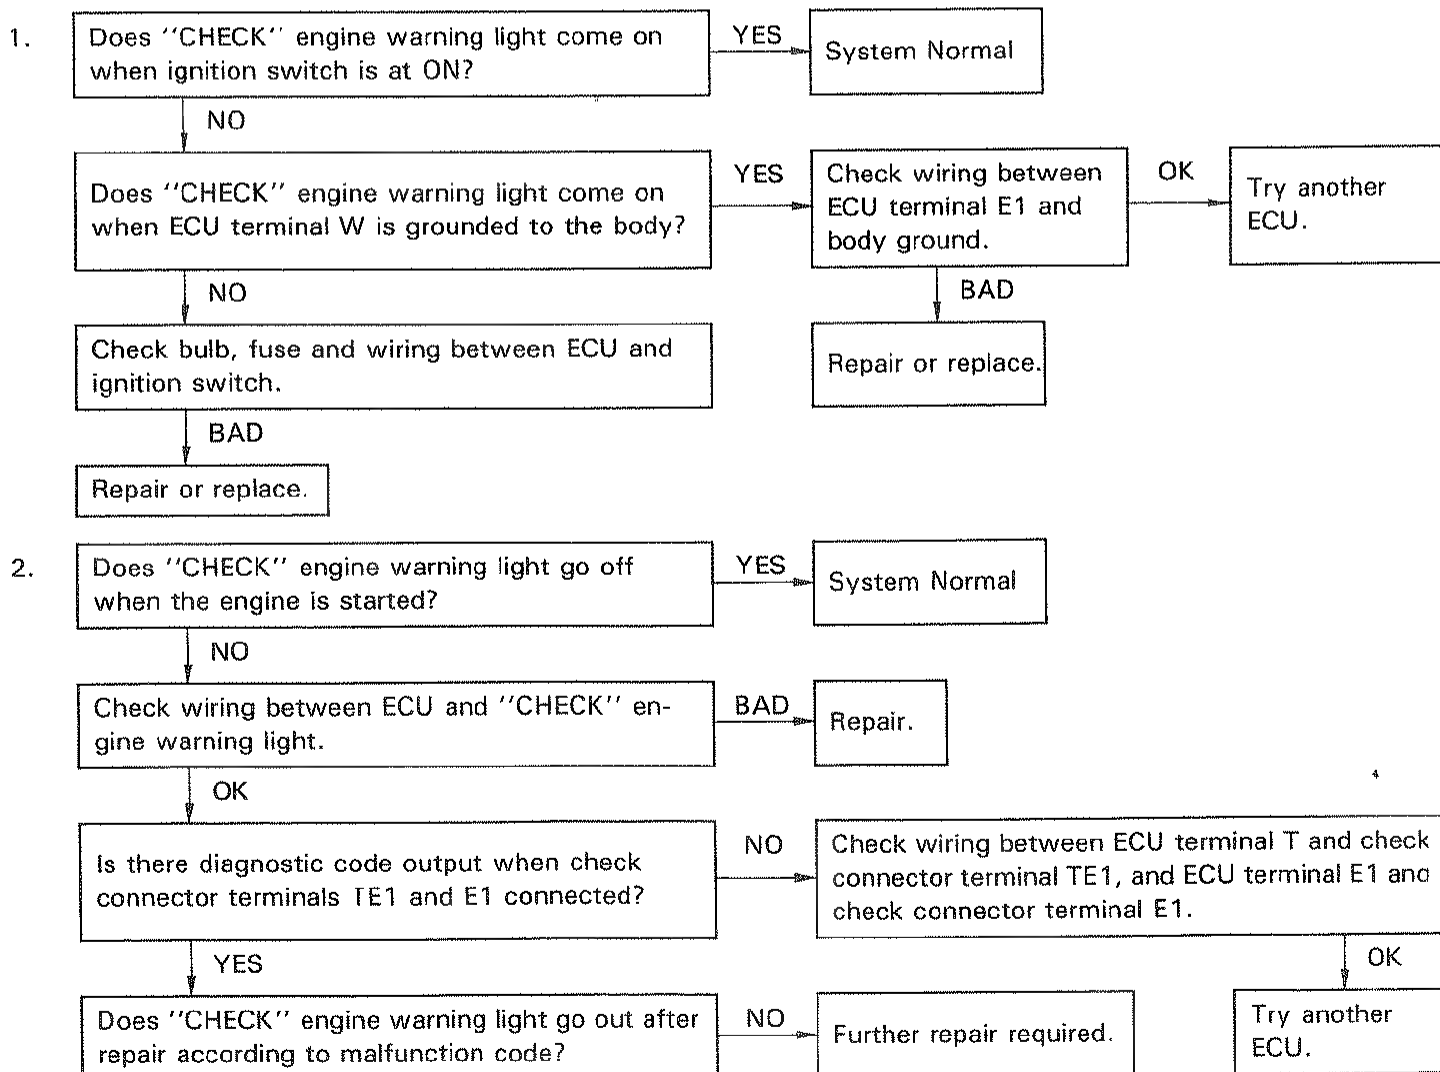 1.
Does "CHECK" engine warning light come on
when ignition switch is at ON?
YES
System Normal
NO
Does "CHECK" engine warning light come on
when ECU terminal W is grounded to the body?
YES
Check wiring between
ECU terminal E1 and
body ground.
OK
Try another
ECU.
NO
BAD
Check bulb, fuse and wiring between ECU and
ignition switch.
Repair or replace.
BAD
Repair or replace.
2.
Does "CHECK" engine warning light go off
when the engine is started?
YES
System Normal
NO
Check wiring between ECU and "CHECK" en-
gine warning light.
BAD
Repair.
OK
Is there diagnostic code output when check
connector terminals TE1 and E1 connected?
NO
Check wiring between ECU terminal T and check
connector terminal TE1, and ECU terminal E1 and
check connector terminal E1.
YES
OK
Does "CHECK" engine warning light go out after
repair according to malfunction code?
NO
Further repair required.
Try another
ECU.